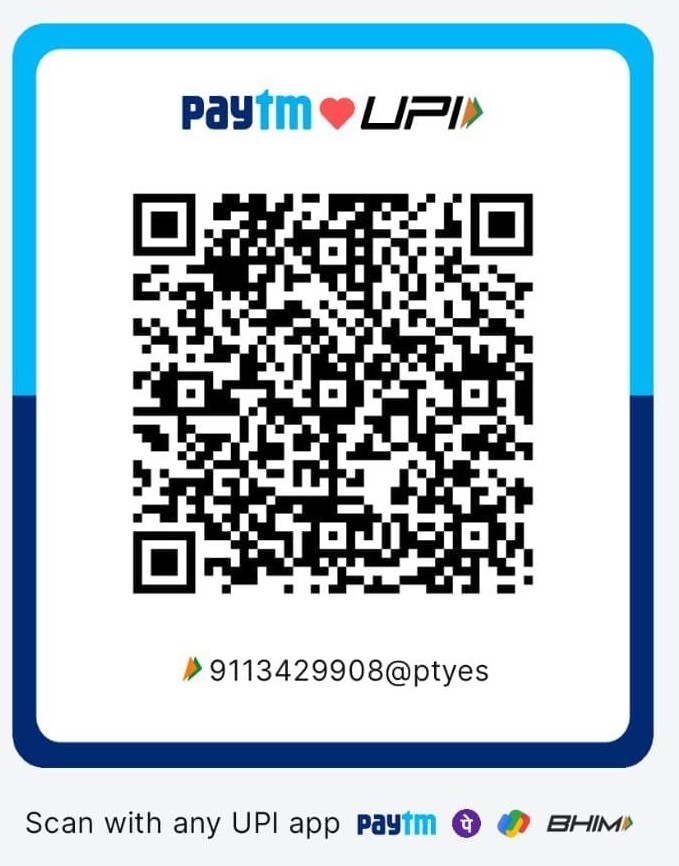 paytm UPI
9113429908@ptyes
Scan with any UPI app paytm पे BHIM